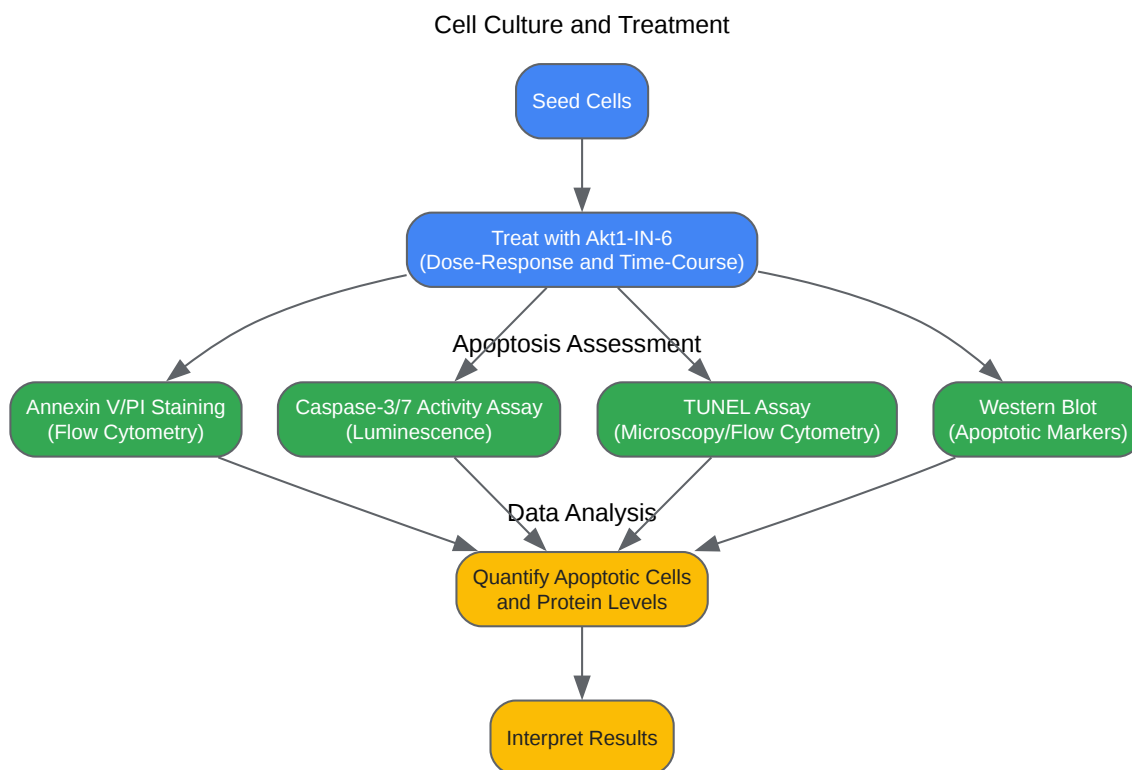 Cell Culture and Treatment
Seed Cells
Treat with Akt1-IN-6
(Dose-Response and Time-Course)
Apoptosis Assessment
Annexin V/PI Staining
(Flow Cytometry)
Caspase-3/7 Activity Assay
(Luminescence)
TUNEL Assay
(Microscopy/Flow Cytometry)
Western Blot
(Apoptotic Markers)
Data Analysis
Quantify Apoptotic Cells
and Protein Levels
Interpret Results